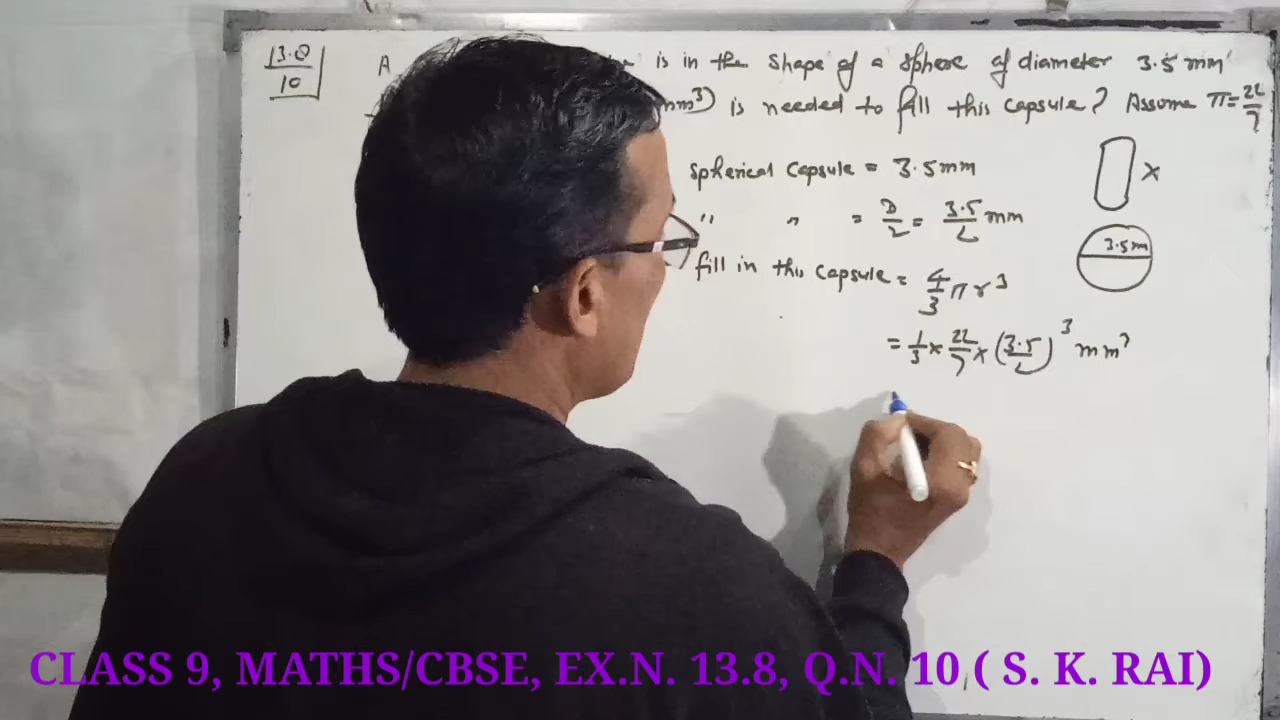 13.8
10
A is in the shape of a sphere of diameter 3.5 mm
mm³) is needed to fill this capsule? Assume π = 22/7
spherical capsule = 3.5 mm
" " = D/2 = 3.5/2 mm
fill in this capsule = 4/3 π r³
= 1/3 × 22/7 × (3.5/2)³ mm³
×
3.5 m
CLASS 9, MATHS/CBSE, EX.N. 13.8, Q.N. 10 ( S. K. RAI)